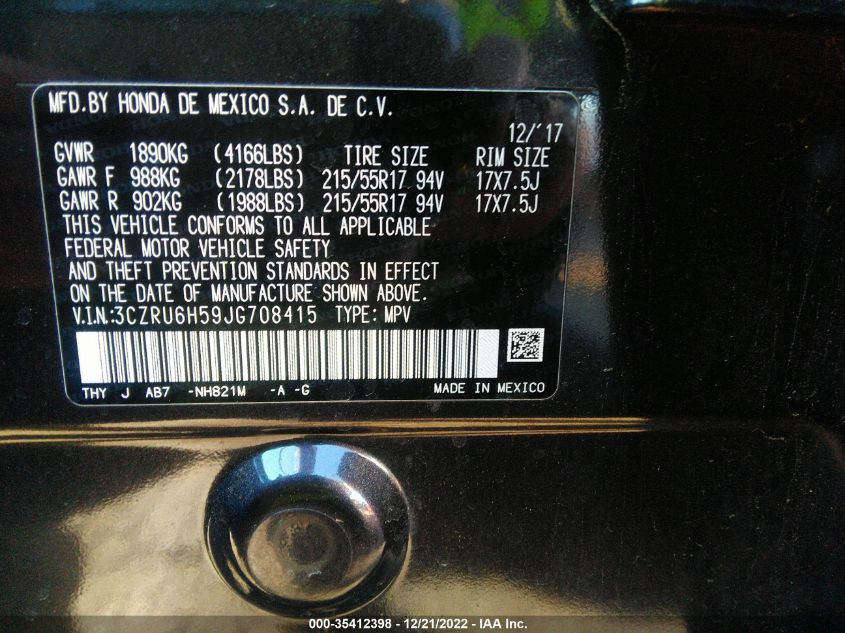 MFD.BY HONDA DE MEXICO S.A. DE C.V.
12/'17
GVWR 1890KG (4166LBS) TIRE SIZE RIM SIZE
GAWR F 988KG (2178LBS) 215/55R17 94V 17X7.5J
GAWR R 902KG (1988LBS) 215/55R17 94V 17X7.5J
THIS VEHICLE CONFORMS TO ALL APPLICABLE
FEDERAL MOTOR VEHICLE SAFETY
AND THEFT PREVENTION STANDARDS IN EFFECT
ON THE DATE OF MANUFACTURE SHOWN ABOVE.
V.I.N.:3CZRU6H59JG708415 TYPE: MPV
THY J AB7 -NH821M -A -G MADE IN MEXICO
000-35412398 - 12/21/2022 - IAA Inc.